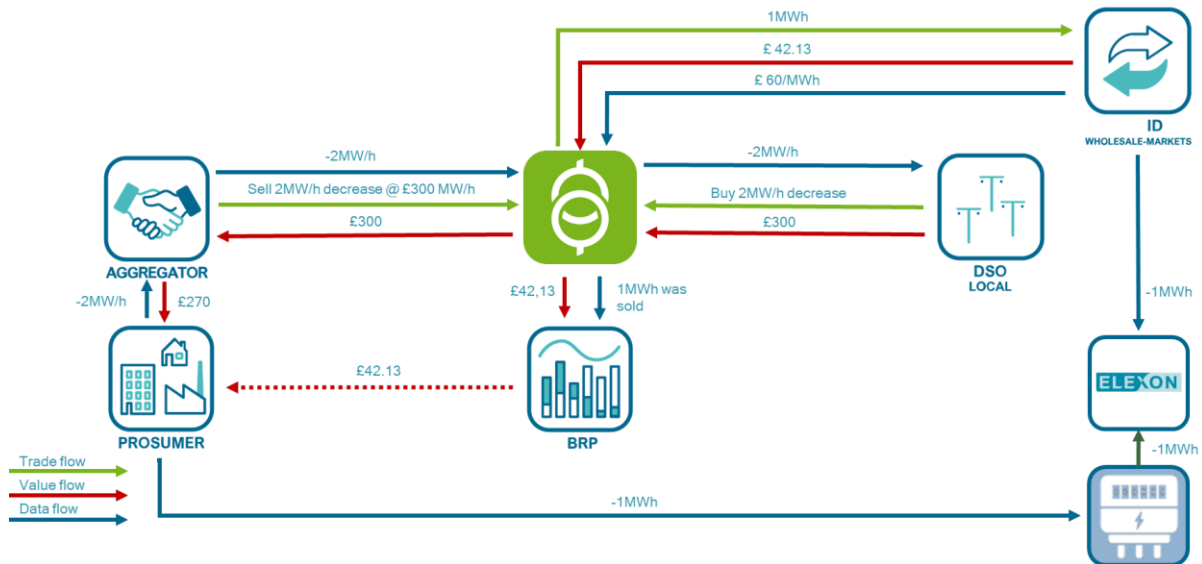 1MWh
£ 42.13
£ 60/MWh
ID
WHOLESALE-MARKETS
-2MW/h
Sell 2MW/h decrease @ £300 MW/h
£300
-2MW/h
Buy 2MW/h decrease
£300
AGGREGATOR
DSO
LOCAL
-2MW/h
£270
£42,13
1MWh was
sold
-1MWh
£42.13
ELEXON
PROSUMER
BRP
-1MWh
Trade flow
Value flow
Data flow
-1MWh